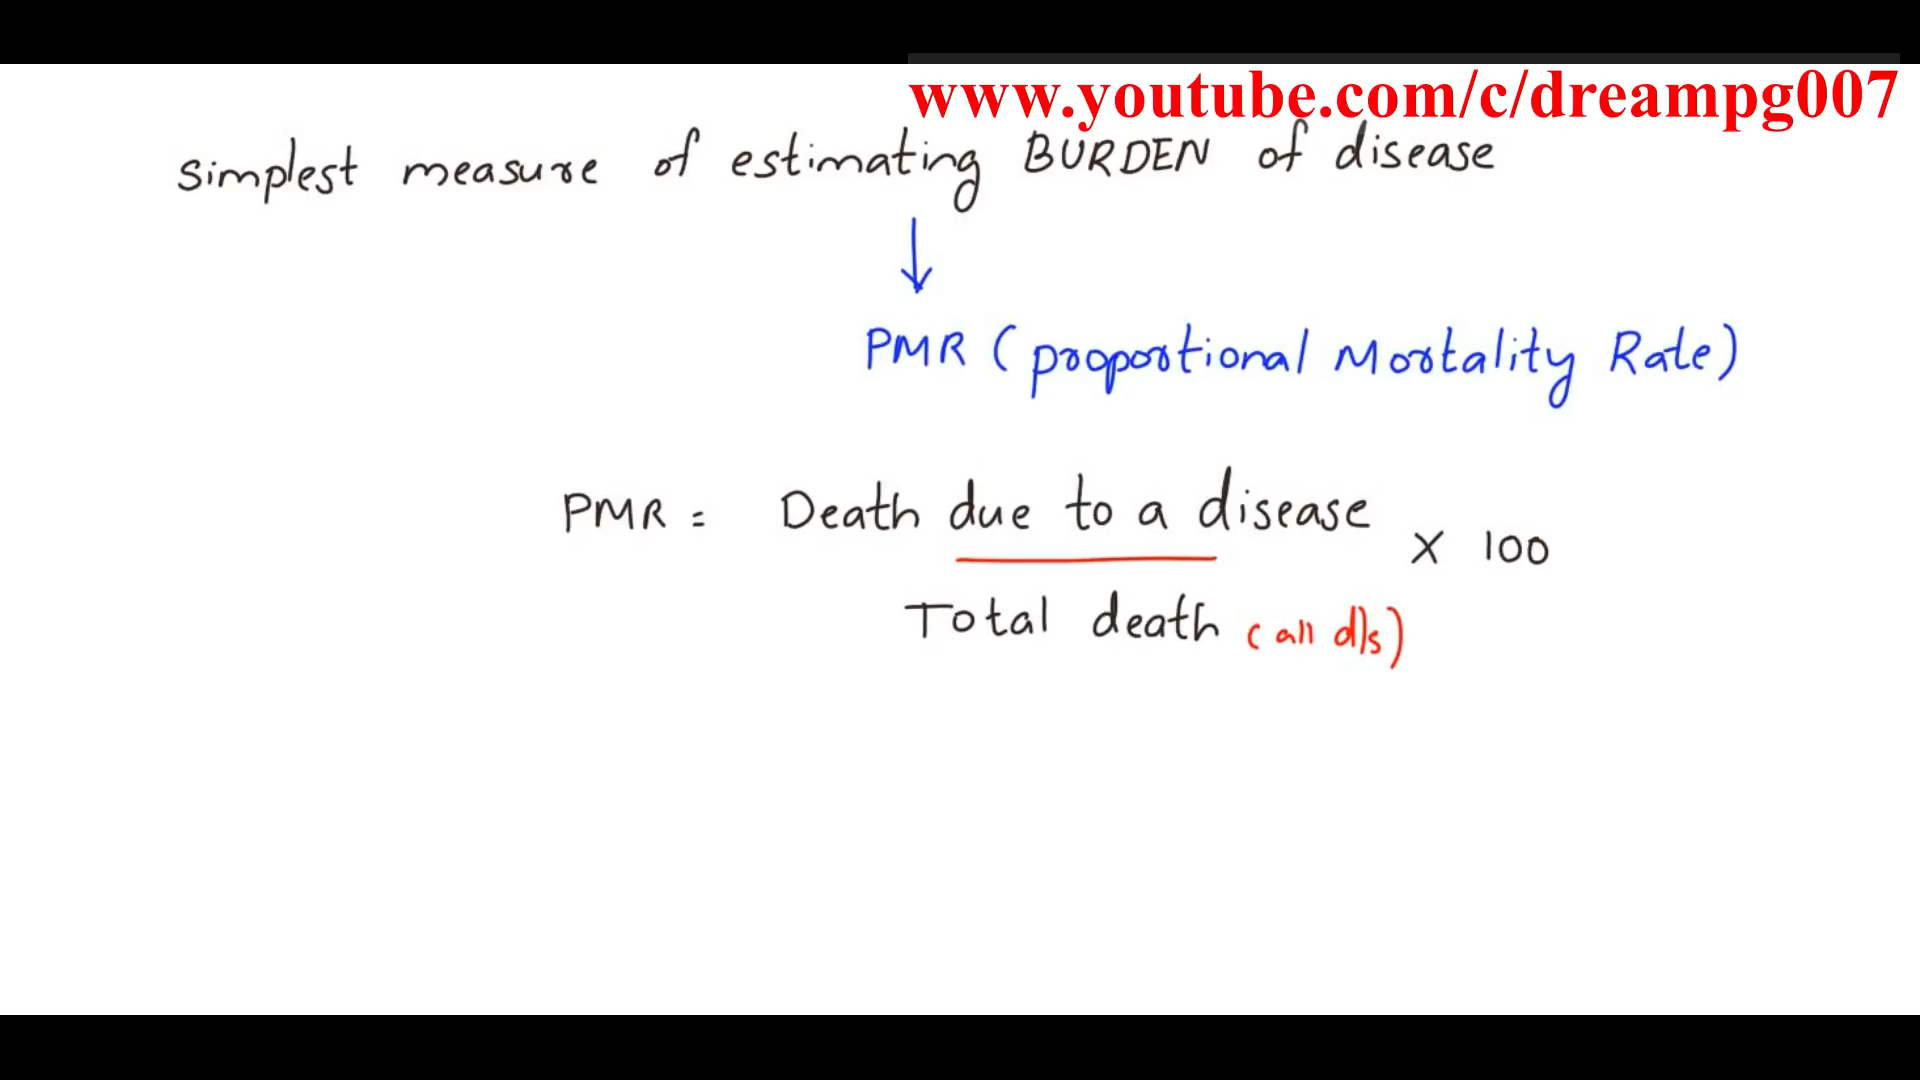 www.youtube.com/c/dreampg007
simplest measure of estimating BURDEN of disease
PMR (proportional Mortality Rate)
PMR = Death due to a disease × 100
Total death (all d/s)